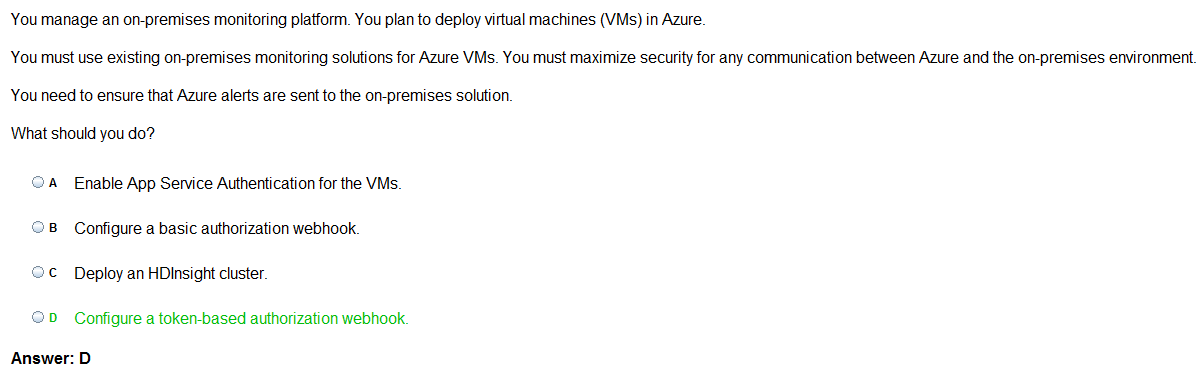 You manage an on-premises monitoring platform. You plan to deploy virtual machines (VMs) in Azure.
You must use existing on-premises monitoring solutions for Azure VMs. You must maximize security for any communication between Azure and the on-premises environment.
You need to ensure that Azure alerts are sent to the on-premises solution.
What should you do?
A Enable App Service Authentication for the VMs.
B Configure a basic authorization webhook.
C Deploy an HDInsight cluster.
D Configure a token-based authorization webhook.
Answer: D